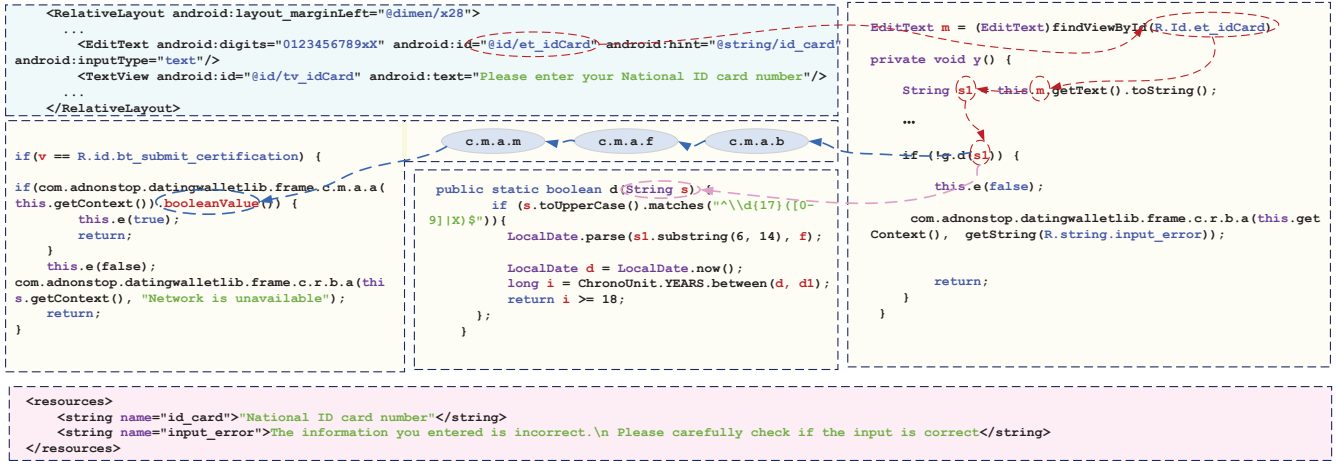 <RelativeLayout android:layout_marginLeft="@dimen/x28">
...
<EditText android:digits="0123456789xX" android:id="@id/et_idCard" android:hint="@string/id_card"
android:inputType="text"/>
<TextView android:id="@id/tv_idCard" android:text="Please enter your National ID card number"/>
...
</RelativeLayout>
if(v == R.id.bt_submit_certification) {
if(com.adnonstop.datingwalletlib.frame.c.m.a.a(
this.getContext()).booleanValue()) {
this.e(true);
return;
}
this.e(false);
com.adnonstop.datingwalletlib.frame.c.r.b.a(thi
s.getContext(), "Network is unavailable");
return;
}
c.m.a.m
c.m.a.f
c.m.a.b
public static boolean d(String s) {
if (s.toUpperCase().matches("^\\d{17}([0-
9]|X)$")){
LocalDate.parse(s1.substring(6, 14), f);
LocalDate d = LocalDate.now();
long i = ChronoUnit.YEARS.between(d, d1);
return i >= 18;
};
}
EditText m = (EditText)findViewById(R.Id.et_idCard)
private void y() {
String s1 = this.m.getText().toString();
…
if (!g.d(s1)) {
this.e(false);
com.adnonstop.datingwalletlib.frame.c.r.b.a(this.get
Context(), getString(R.string.input_error));
return;
}
}
<resources>
<string name="id_card">"National ID card number"</string>
<string name="input_error">The information you entered is incorrect.\n Please carefully check if the input is correct</string>
</resources>